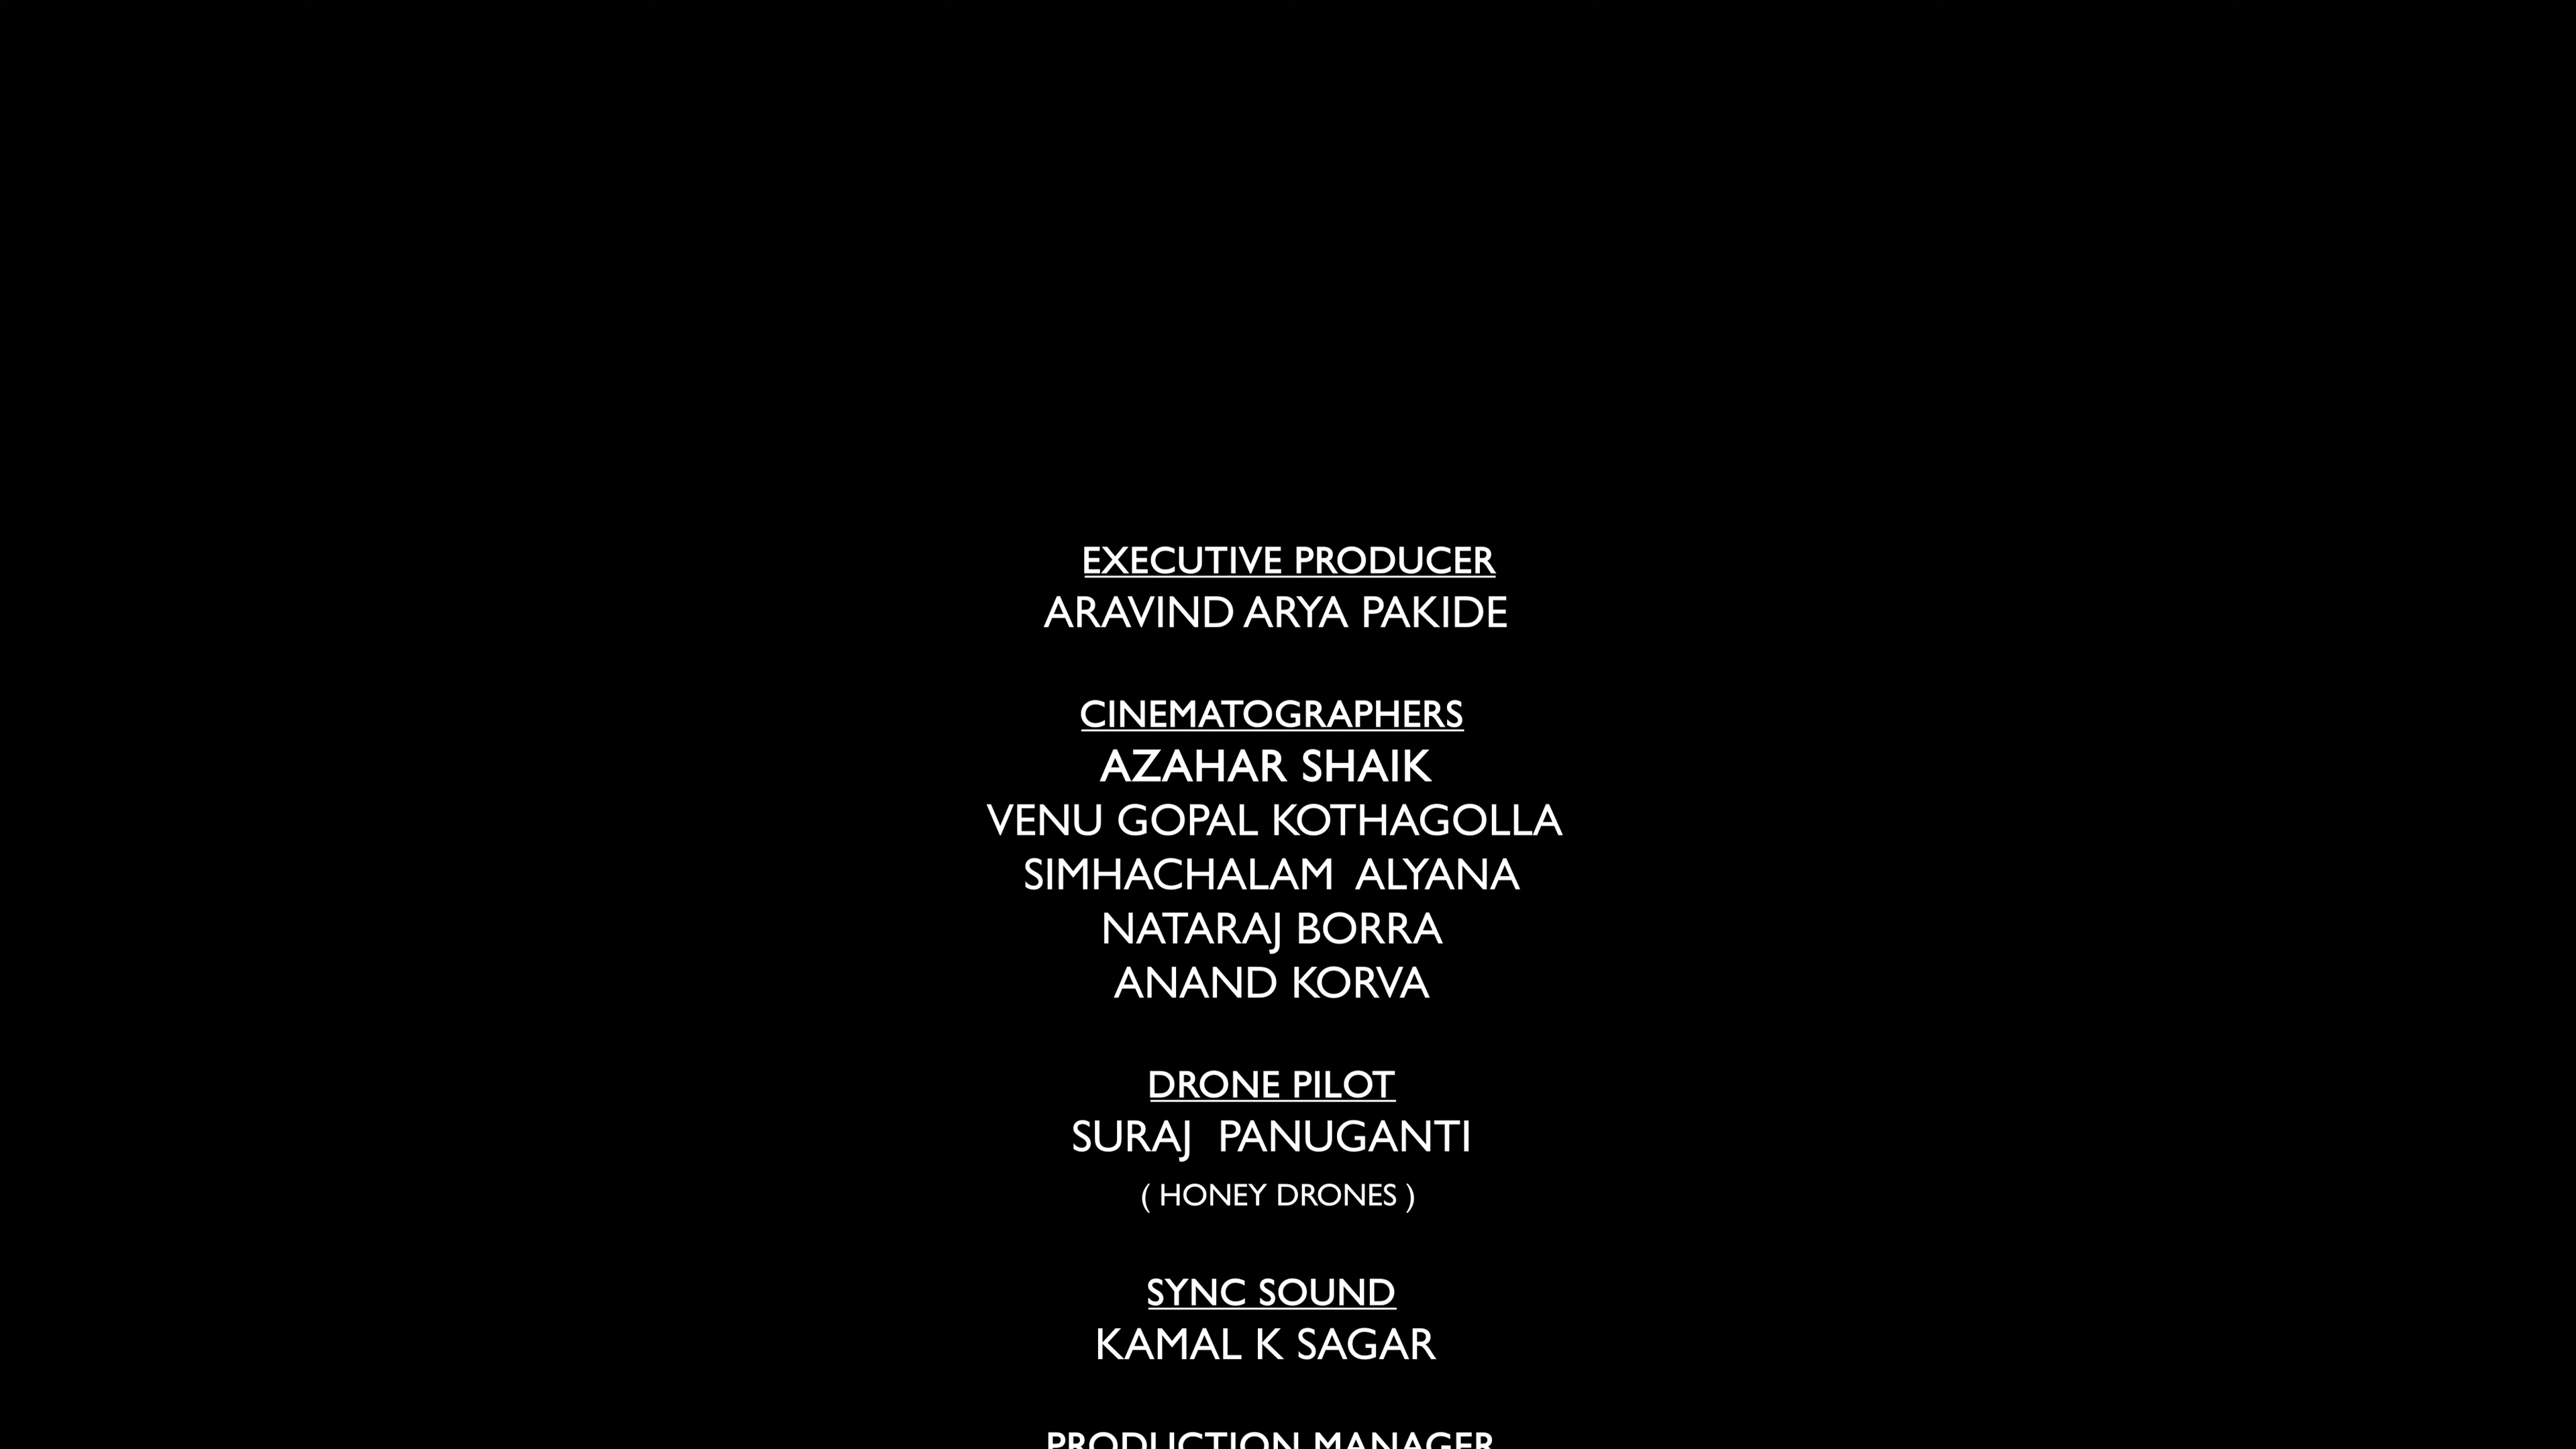 EXECUTIVE PRODUCER
ARAVIND ARYA PAKIDE
CINEMATOGRAPHERS
AZAHAR SHAIK
VENU GOPAL KOTHAGOLLA
SIMHACHALAM ALYANA
NATARAJ BORRA
ANAND KORVA
DRONE PILOT
SURAJ PANUGANTI
( HONEY DRONES )
SYNC SOUND
KAMAL K SAGAR
PRODUCTION MANAGER